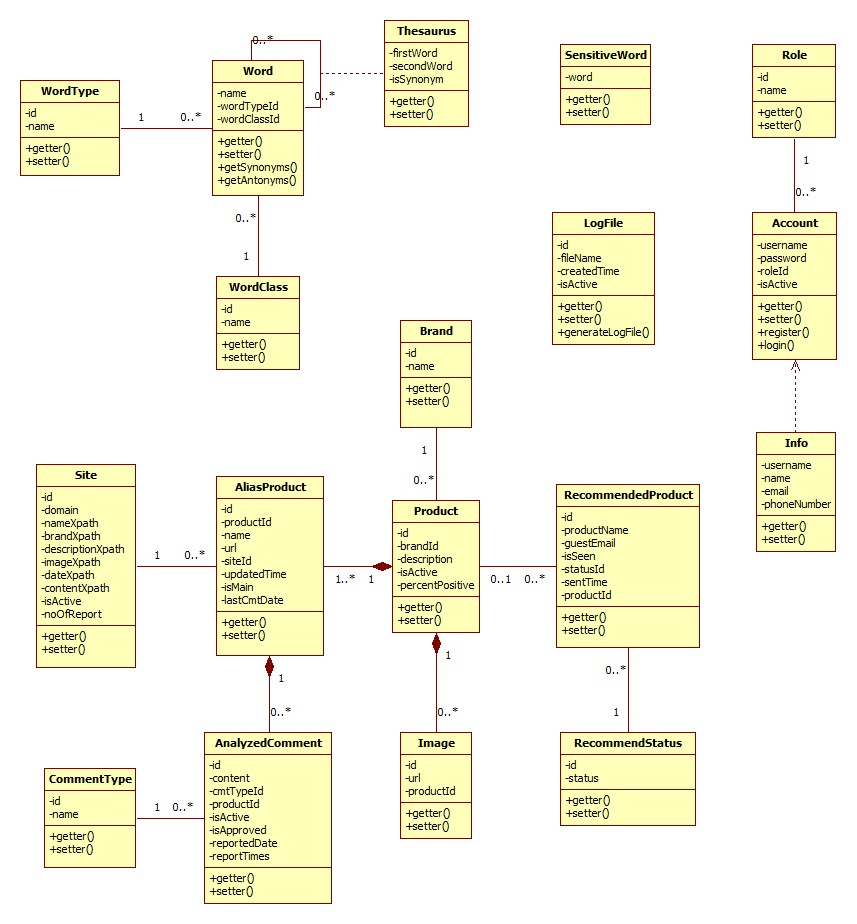 Thesaurus
-firstWord
-secondWord
-isSynonym
+getter()
+setter()
0..*
0..*
Word
-name
-wordTypeId
-wordClassId
+getter()
+setter()
+getSynonyms()
+getAntonyms()
WordType
-id
-name
+getter()
+setter()
1
0..*
SensitiveWord
-word
+getter()
+setter()
Role
-id
-name
+getter()
+setter()
1
0..*
0..*
1
WordClass
-id
-name
+getter()
+setter()
LogFile
-id
-fileName
-createdTime
-isActive
+getter()
+setter()
+generateLogFile()
Account
-username
-password
-roleId
-isActive
+getter()
+setter()
+register()
+login()
Brand
-id
-name
+getter()
+setter()
1
0..*
Info
-username
-name
-email
-phoneNumber
+getter()
+setter()
Site
-id
-domain
-nameXpath
-brandXpath
-descriptionXpath
-imageXpath
-dateXpath
-contentXpath
-isActive
-noOfReport
+getter()
+setter()
1
0..*
AliasProduct
-id
-productId
-name
-url
-siteId
-updatedTime
-isMain
-lastCmtDate
+getter()
+setter()
1..*
1
Product
-id
-brandId
-description
-isActive
-percentPositive
+getter()
+setter()
0..1
0..*
RecommendedProduct
-id
-productName
-guestEmail
-isSeen
-statusId
-sentTime
-productId
+getter()
+setter()
1
0..*
1
0..*
0..*
1
CommentType
-id
-name
+getter()
+setter()
1
0..*
AnalyzedComment
-id
-content
-cmtTypeId
-productId
-isActive
-isApproved
-reportedDate
-reportTimes
+getter()
+setter()
Image
-id
-url
-productId
+getter()
+setter()
RecommendStatus
-id
-status
+getter()
+setter()